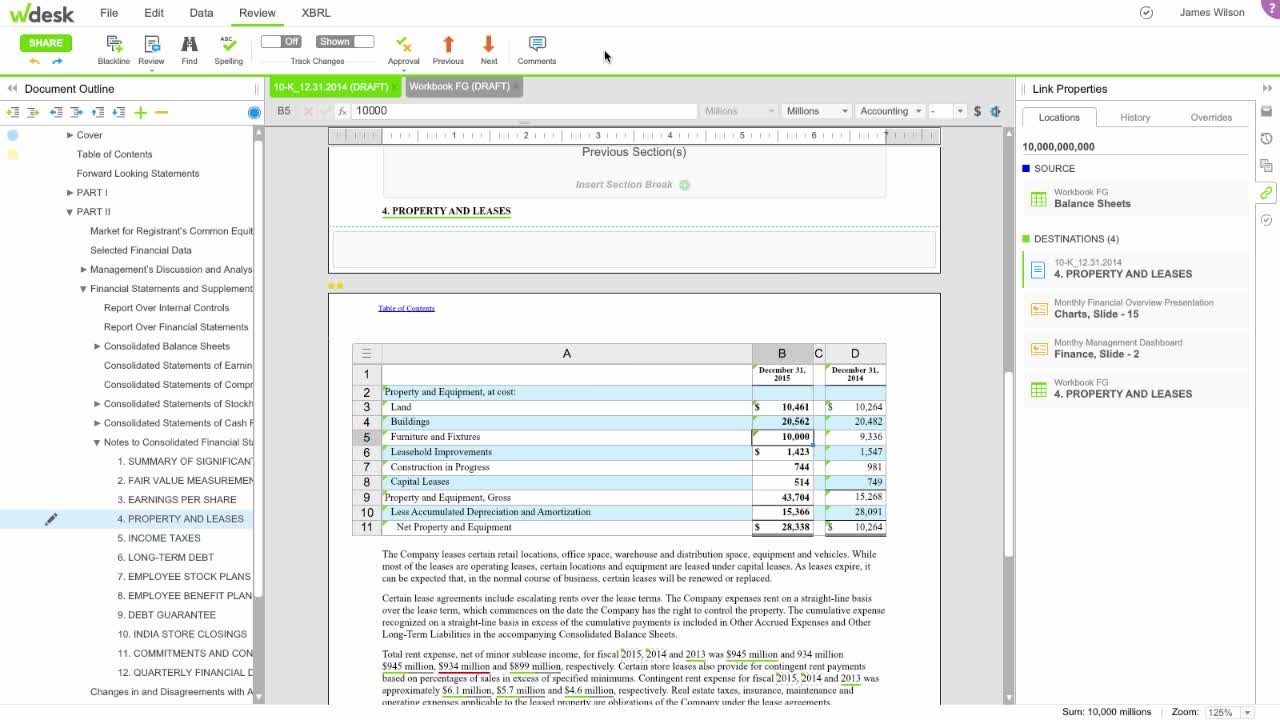 wdesk File Edit Data Review XBRL James Wilson ?
SHARE Blackline Review Find ABC Spelling Off Shown Track Changes Approval Previous Next Comments
Document Outline
10-K_12.31.2014 (DRAFT) Workbook FG (DRAFT)
Link Properties
B5 fx 10000 Millions Millions Accounting - $
Locations History Overrides
Cover
Table of Contents
Forward Looking Statements
PART I
PART II
Market for Registrant's Common Equit
Selected Financial Data
Management's Discussion and Analys
Financial Statements and Supplement
Report Over Internal Controls
Report Over Financial Statements
Consolidated Balance Sheets
Consolidated Statements of Earnin
Consolidated Statements of Compr
Consolidated Statements of Stockh
Consolidated Statements of Cash F
Notes to Consolidated Financial Sta
1. SUMMARY OF SIGNIFICAN
2. FAIR VALUE MEASUREMEN
3. EARNINGS PER SHARE
4. PROPERTY AND LEASES
5. INCOME TAXES
6. LONG-TERM DEBT
7. EMPLOYEE STOCK PLANS
8. EMPLOYEE BENEFIT PLAN
9. DEBT GUARANTEE
10. INDIA STORE CLOSINGS
11. COMMITMENTS AND CON
12. QUARTERLY FINANCIAL D
Changes in and Disagreements with A
1 2 3 4 5 6 7
Previous Section(s)
Insert Section Break
4. PROPERTY AND LEASES
Table of Contents
A B C D
1 December 31, 2015 December 31, 2014
2 Property and Equipment, at cost:
3 Land $ 10,461 $ 10,264
4 Buildings 20,562 20,482
5 Furniture and Fixtures 10,000 9,336
6 Leasehold Improvements $ 1,423 1,547
7 Construction in Progress 744 981
8 Capital Leases 514 749
9 Property and Equipment, Gross 43,704 15,268
10 Less Accumulated Depreciation and Amortization 15,366 28,091
11 Net Property and Equipment $ 28,338 $ 10,264
The Company leases certain retail locations, office space, warehouse and distribution space, equipment and vehicles. While
most of the leases are operating leases, certain locations and equipment are leased under capital leases. As leases expire, it
can be expected that, in the normal course of business, certain leases will be renewed or replaced.
Certain lease agreements include escalating rents over the lease terms. The Company expenses rent on a straight-line basis
over the lease term, which commences on the date the Company has the right to control the property. The cumulative expense
recognized on a straight-line basis in excess of the cumulative payments is included in Other Accrued Expenses and Other
Long-Term Liabilities in the accompanying Consolidated Balance Sheets.
Total rent expense, net of minor sublease income, for fiscal 2015, 2014 and 2013 was $945 million and 934 million
$945 million, $934 million and $899 million, respectively. Certain store leases also provide for contingent rent payments
based on percentages of sales in excess of specified minimums. Contingent rent expense for fiscal 2015, 2014 and 2013 was
approximately $6.1 million, $5.7 million and $4.6 million, respectively. Real estate taxes, insurance, maintenance and
operating expenses applicable to the leased property are obligations of the Company under the lease agreements.
10,000,000,000
SOURCE
Workbook FG
Balance Sheets
DESTINATIONS (4)
10-K_12.31.2014
4. PROPERTY AND LEASES
Monthly Financial Overview Presentation
Charts, Slide - 15
Monthy Management Dashboard
Finance, Slide - 2
Workbook FG
4. PROPERTY AND LEASES
Sum: 10,000 millions Zoom: 125%